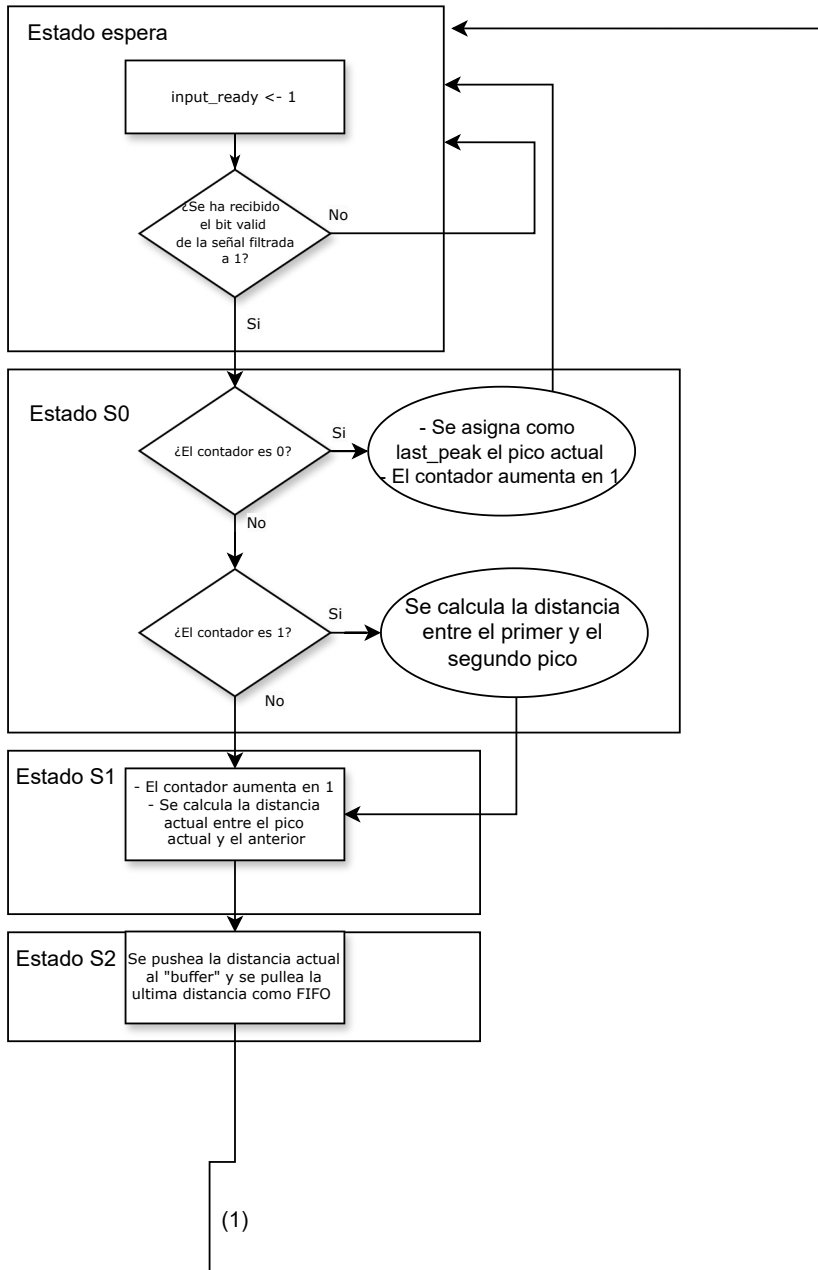 Estado espera
input_ready <- 1
¿Se ha recibido
el bit valid
de la señal filtrada
a 1?
No
Si
Estado S0
¿El contador es 0?
Si
- Se asigna como
last_peak el pico actual
- El contador aumenta en 1
No
¿El contador es 1?
Si
Se calcula la distancia
entre el primer y el
segundo pico
No
Estado S1
- El contador aumenta en 1
- Se calcula la distancia
actual entre el pico
actual y el anterior
Estado S2
Se pushea la distancia actual
al "buffer" y se pullea la
ultima distancia como FIFO
(1)